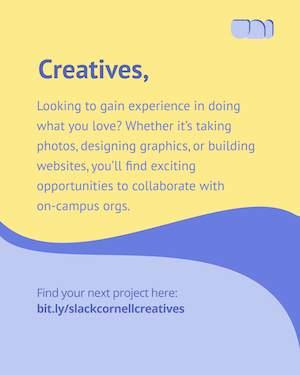 uni
Creatives,
Looking to gain experience in doing
what you love? Whether it's taking
photos, designing graphics, or building
websites, you'll find exciting
opportunities to collaborate with
on-campus orgs.
Find your next project here:
bit.ly/slackcornellcreatives